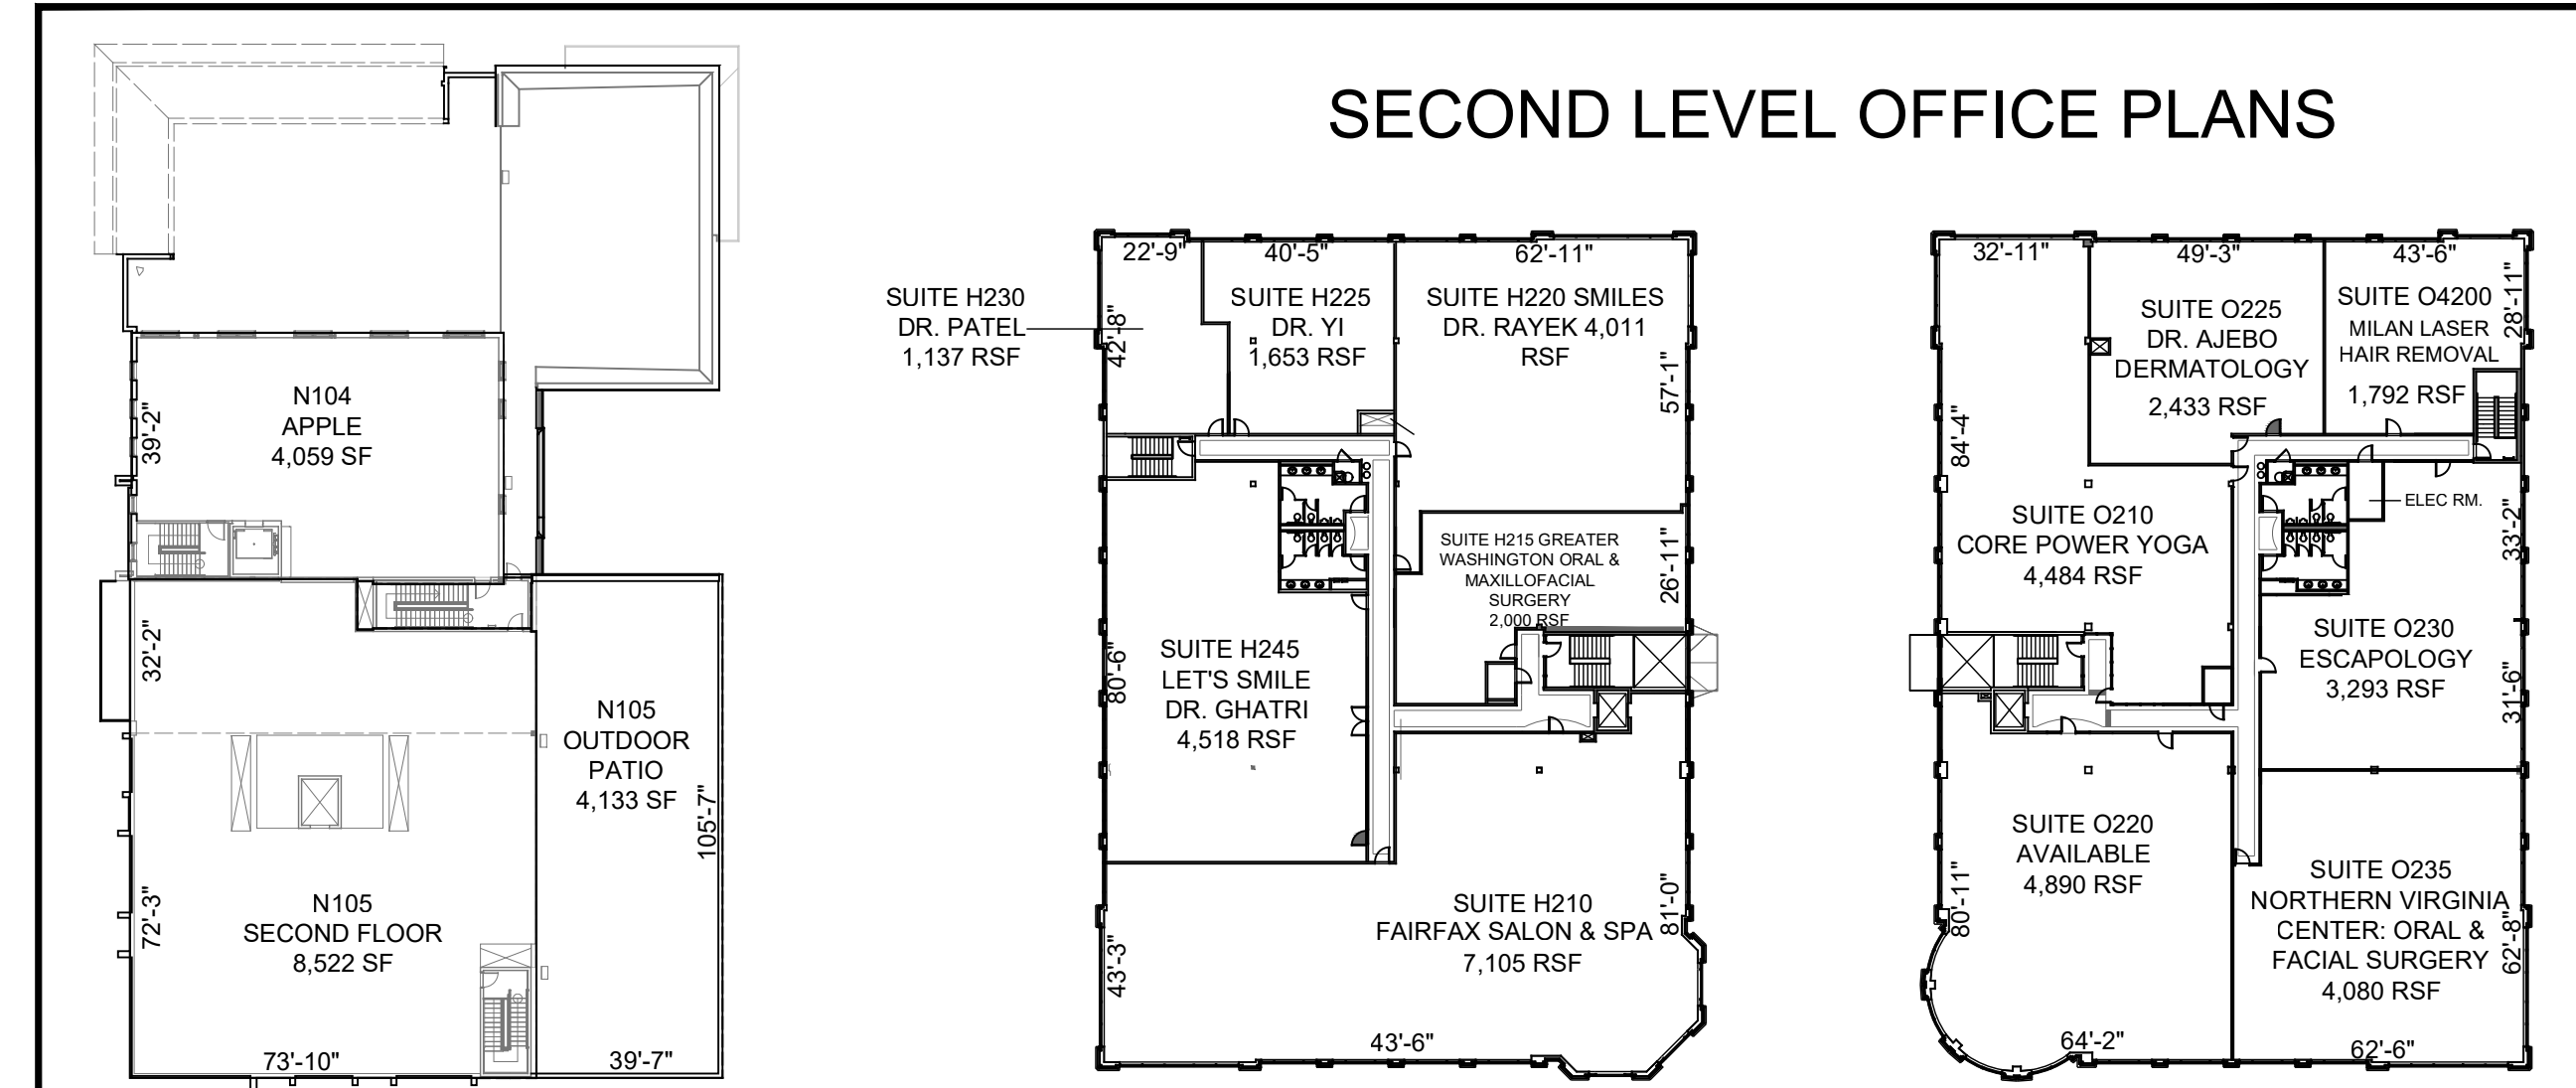 SECOND LEVEL OFFICE PLANS
N104
APPLE
4,059 SF
39'-2"
32'-2"
N105
OUTDOOR
PATIO
4,133 SF
105'-7"
72'-3"
N105
SECOND FLOOR
8,522 SF
73'-10"
39'-7"
22'-9"
40'-5"
62'-11"
SUITE H230
DR. PATEL
1,137 RSF
42'-8"
SUITE H225
DR. YI
1,653 RSF
SUITE H220 SMILES
DR. RAYEK 4,011
RSF
57'-1"
SUITE H215 GREATER
WASHINGTON ORAL &
MAXILLOFACIAL
SURGERY
2,000 RSF
26'-11"
SUITE H245
LET'S SMILE
DR. GHATRI
4,518 RSF
80'-6"
SUITE H210
FAIRFAX SALON & SPA
7,105 RSF
81'-0"
43'-3"
43'-6"
32'-11"
49'-3"
43'-6"
SUITE O225
DR. AJEBO
DERMATOLOGY
2,433 RSF
SUITE O4200
MILAN LASER
HAIR REMOVAL
1,792 RSF
28'-11"
84'-4"
SUITE O210
CORE POWER YOGA
4,484 RSF
ELEC RM.
33'-2"
SUITE O230
ESCAPOLOGY
3,293 RSF
31'-6"
SUITE O220
AVAILABLE
4,890 RSF
80'-11"
SUITE O235
NORTHERN VIRGINIA
CENTER: ORAL &
FACIAL SURGERY
4,080 RSF
62'-8"
64'-2"
62'-6"